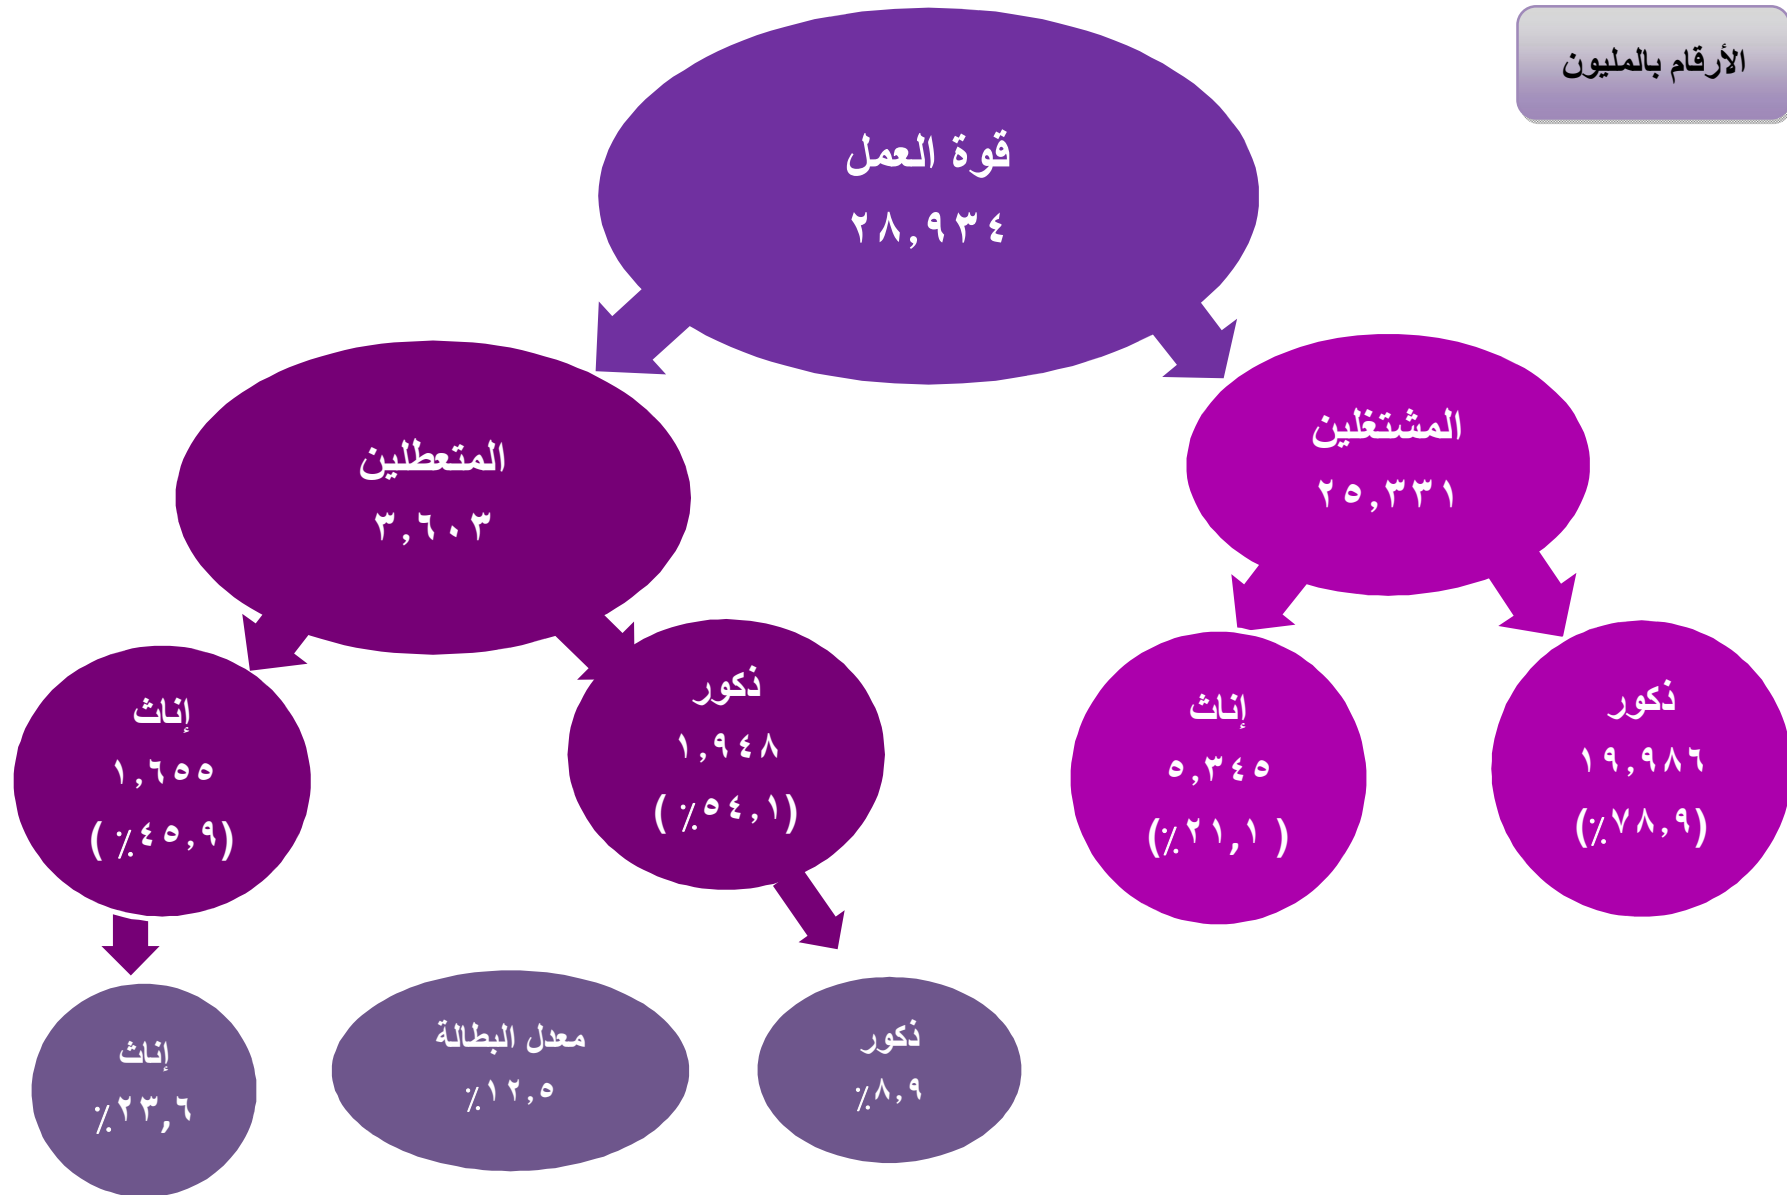 الأرقام بالمليون
قوة العمل
٢٨,٩٣٤
المشتغلين
٢٥,٣٣١
المتعطلين
٣,٦٠٣
ذكور
١٩,٩٨٦
(٧٨,٩٪)
إناث
٥,٣٤٥
(٢١,١٪)
ذكور
١,٩٤٨
(٥٤,١٪)
إناث
١,٦٥٥
(٤٥,٩٪)
ذكور
٨,٩٪
معدل البطالة
١٢,٥٪
إناث
٢٣,٦٪